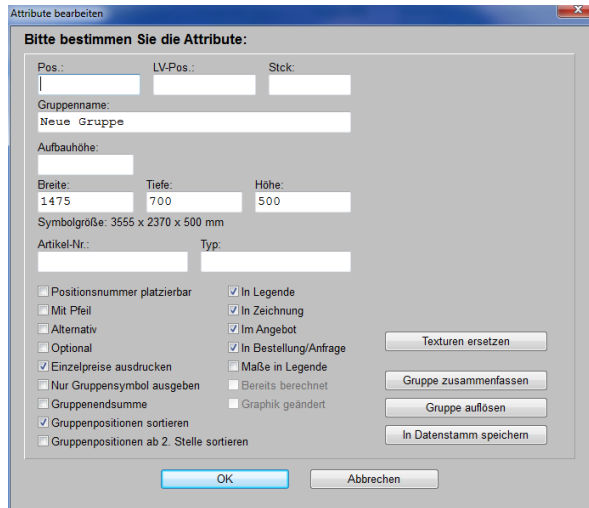 Attribute bearbeiten
Bitte bestimmen Sie die Attribute:
Pos.: LV-Pos.: Stck:
Gruppenname:
Neue Gruppe
Aufbauhöhe:
Breite: Tiefe: Höhe:
1475 700 500
Symbolgröße: 3555 x 2370 x 500 mm
Artikel-Nr.: Typ:
Positionsnummer platzierbar In Legende
Mit Pfeil In Zeichnung
Alternativ Im Angebot
Optional In Bestellung/Anfrage Texturen ersetzen
Einzelpreise ausdrucken Maße in Legende
Nur Gruppensymbol ausgeben Bereits berechnet Gruppe zusammenfassen
Gruppenendsumme Graphik geändert Gruppe auflösen
Gruppenpositionen sortieren
Gruppenpositionen ab 2. Stelle sortieren In Datenstamm speichern
OK Abbrechen